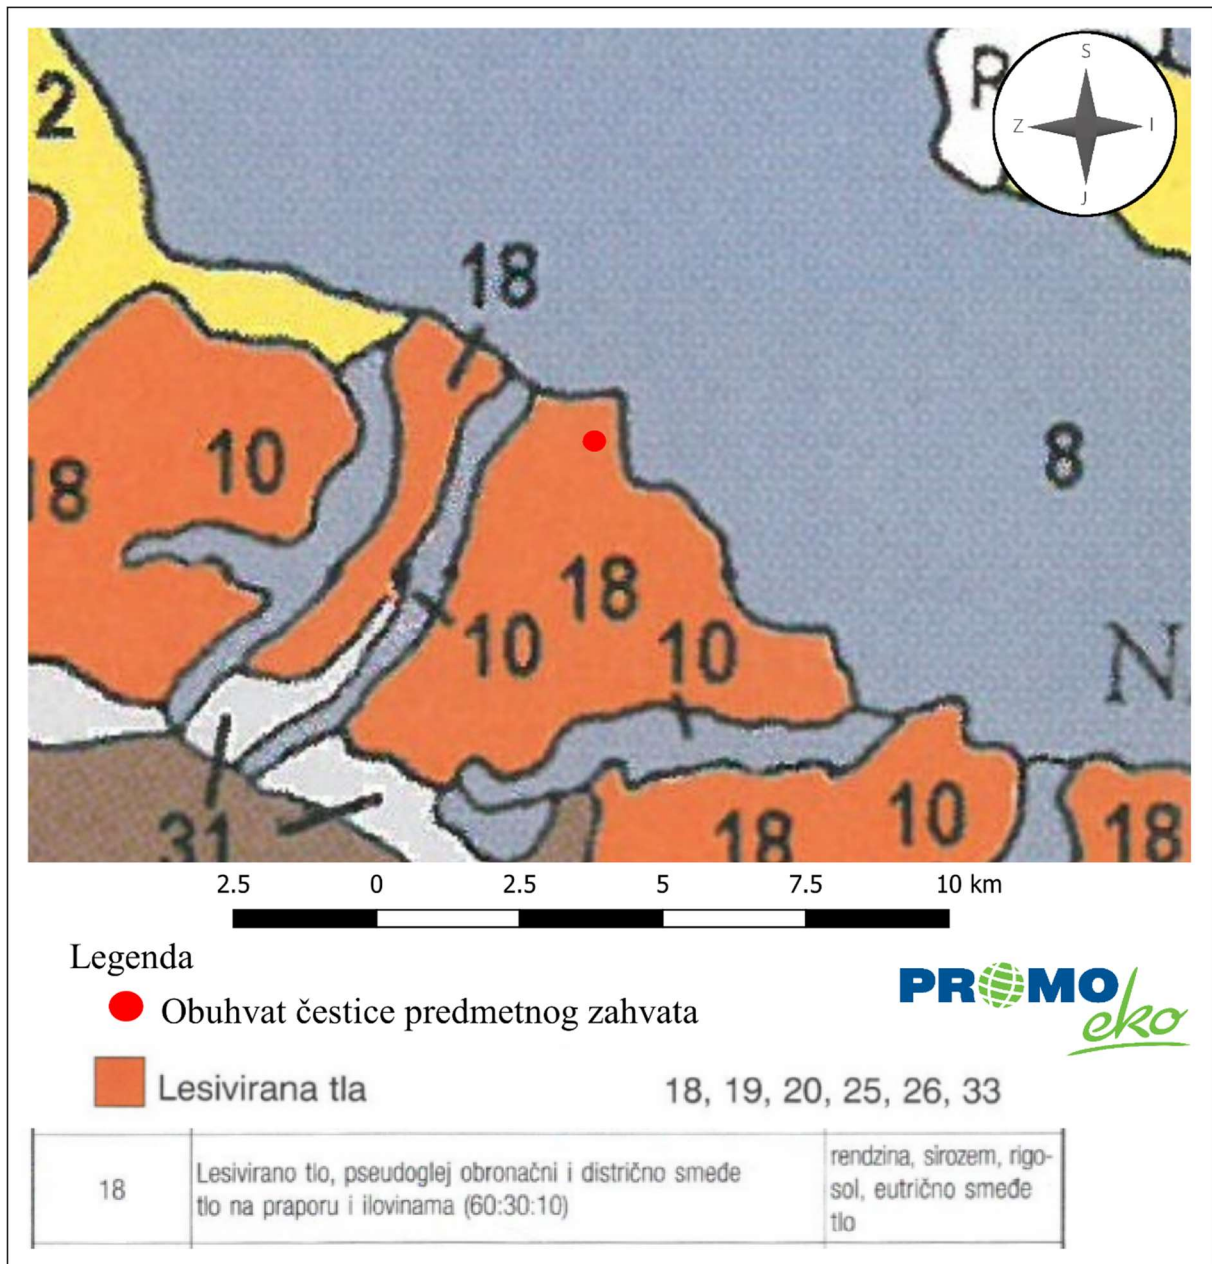 2
R
S
Z I
J
18
10
18
8
18
10
10
N
10
18
18
31
2.5 0 2.5 5 7.5 10 km
Legenda
Obuhvat čestice predmetnog zahvata
PROMO
eko
Lesivirana tla 18, 19, 20, 25, 26, 33
18
Lesivirano tlo, pseudoglej obronačni i distrično smeđe
tlo na praporu i ilovinama (60:30:10)
rendzina, sirozem, rigo-
sol, eutrično smeđe
tlo